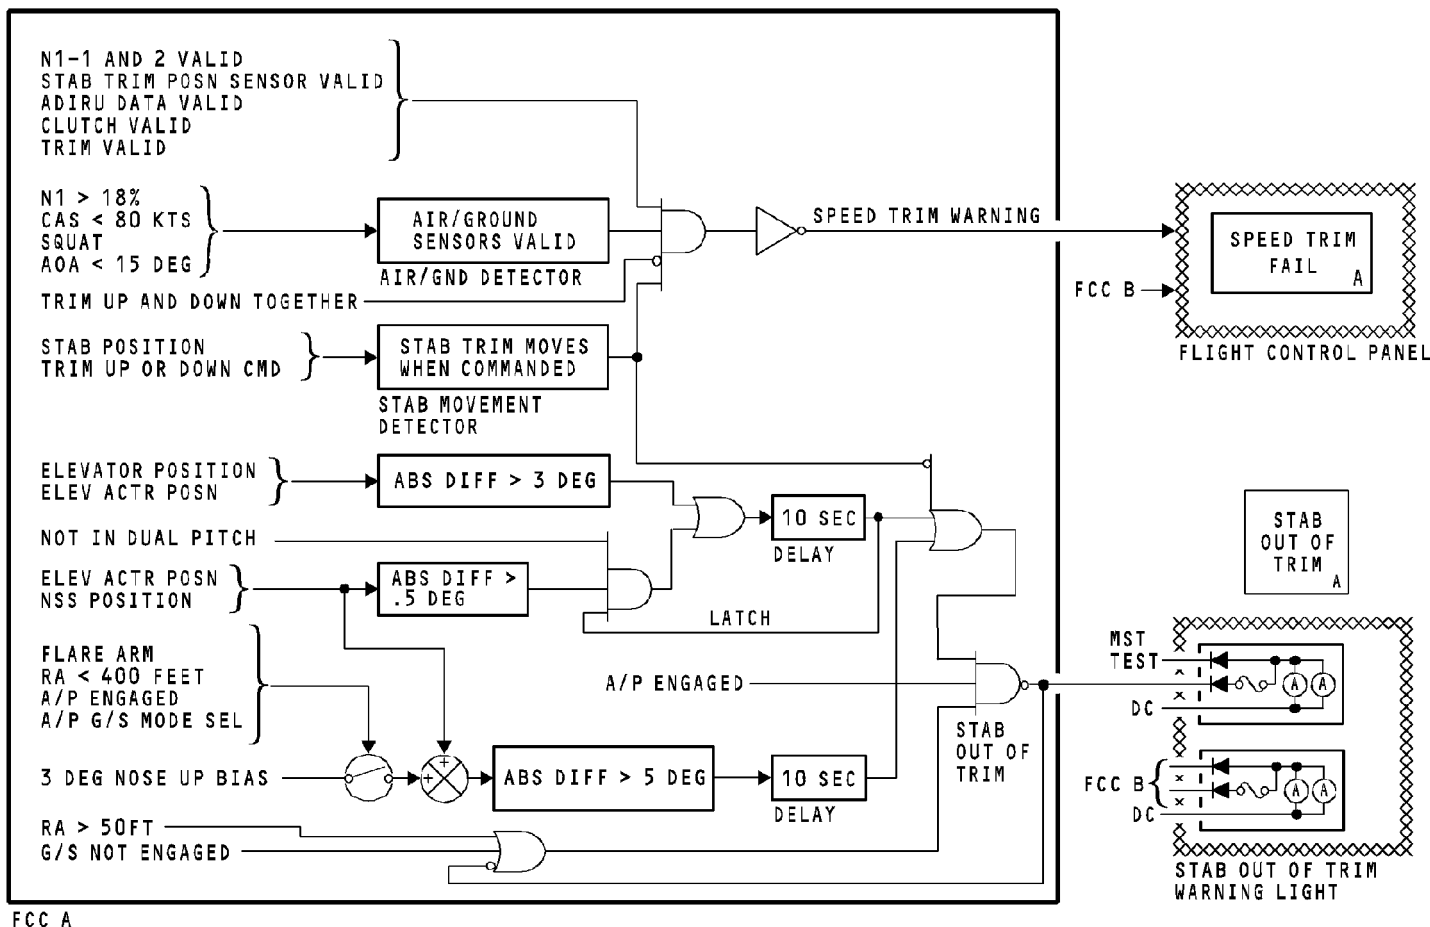 N1-1 AND 2 VALID
STAB TRIM POSN SENSOR VALID
ADIRU DATA VALID
CLUTCH VALID
TRIM VALID
N1 > 18%
CAS < 80 KTS
SQUAT
AOA < 15 DEG
AIR/GROUND
SENSORS VALID
AIR/GND DETECTOR
SPEED TRIM WARNING
SPEED TRIM
FAIL
A
FCC B
FLIGHT CONTROL PANEL
TRIM UP AND DOWN TOGETHER
STAB POSITION
TRIM UP OR DOWN CMD
STAB TRIM MOVES
WHEN COMMANDED
STAB MOVEMENT
DETECTOR
ELEVATOR POSITION
ELEV ACTR POSN
ABS DIFF > 3 DEG
10 SEC
DELAY
NOT IN DUAL PITCH
ELEV ACTR POSN
NSS POSITION
ABS DIFF >
.5 DEG
LATCH
STAB
OUT OF
TRIM
A
FLARE ARM
RA < 400 FEET
A/P ENGAGED
A/P G/S MODE SEL
A/P ENGAGED
STAB
OUT OF
TRIM
MST
TEST
A A
DC
3 DEG NOSE UP BIAS
+
+
ABS DIFF > 5 DEG
10 SEC
DELAY
FCC B
A A
DC
RA > 50FT
G/S NOT ENGAGED
STAB OUT OF TRIM
WARNING LIGHT
FCC A